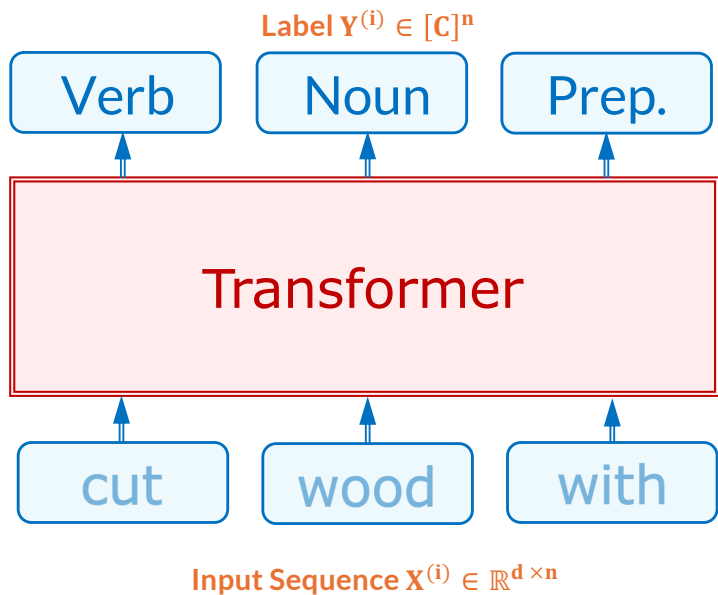 Label Y⁽ⁱ⁾ ∈ [C]ⁿ
Verb Noun Prep.
Transformer
cut wood with
Input Sequence X⁽ⁱ⁾ ∈ ℝᵈ ˣⁿ